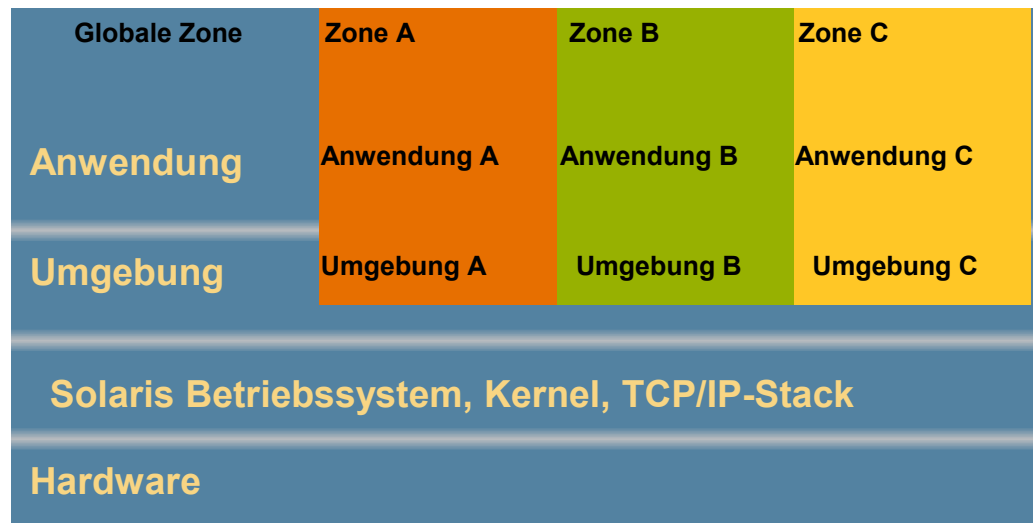 Globale Zone Zone A Zone B Zone C
Anwendung Anwendung A Anwendung B Anwendung C
Umgebung Umgebung A Umgebung B Umgebung C
Solaris Betriebssystem, Kernel, TCP/IP-Stack
Hardware